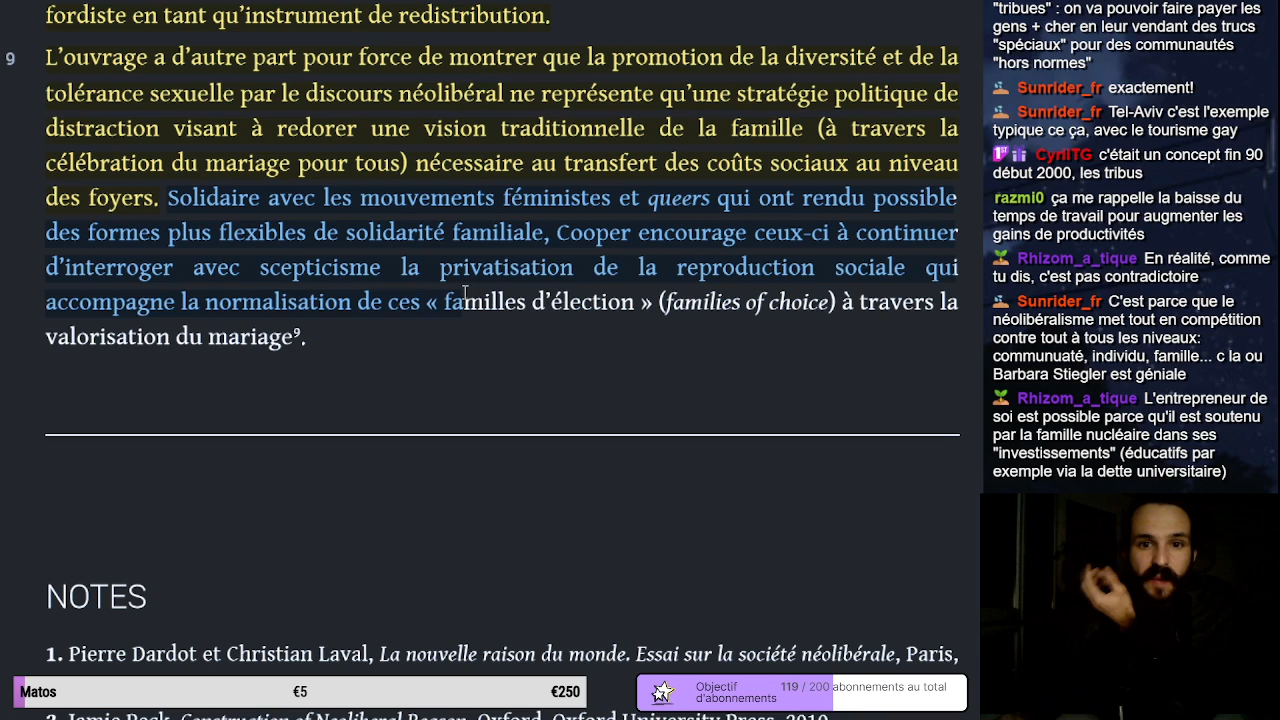 fordiste en tant qu’instrument de redistribution.
9
L’ouvrage a d’autre part pour force de montrer que la promotion de la diversité et de la
tolérance sexuelle par le discours néolibéral ne représente qu’une stratégie politique de
distraction visant à redorer une vision traditionnelle de la famille (à travers la
célébration du mariage pour tous) nécessaire au transfert des coûts sociaux au niveau
des foyers. Solidaire avec les mouvements féministes et queers qui ont rendu possible
des formes plus flexibles de solidarité familiale, Cooper encourage ceux-ci à continuer
d’interroger avec scepticisme la privatisation de la reproduction sociale qui
accompagne la normalisation de ces « familles d’élection » (families of choice) à travers la
valorisation du mariage⁹.
NOTES
1. Pierre Dardot et Christian Laval, La nouvelle raison du monde. Essai sur la société néolibérale, Paris,
2. Jamie Peck, Construction of Neoliberal Reason, Oxford, Oxford University Press, 2010.
Matos
€5
€250
Objectif
d'abonnements
119 / 200 abonnements au total
"tribues" : on va pouvoir faire payer les
gens + cher en leur vendant des trucs
"spéciaux" pour des communautés
"hors normes"
Sunrider_fr exactement!
Sunrider_fr Tel-Aviv c'est l'exemple
typique ce ça, avec le tourisme gay
CyrilTG c'était un concept fin 90
début 2000, les tribus
razmi0 ça me rappelle la baisse du
temps de travail pour augmenter les
gains de productivités
Rhizom_a_tique En réalité, comme
tu dis, c'est pas contradictoire
Sunrider_fr C'est parce que le
néolibéralisme met tout en compétition
contre tout à tous les niveaux:
communuaté, individu, famille... c la ou
Barbara Stiegler est géniale
Rhizom_a_tique L'entrepreneur de
soi est possible parce qu'il est soutenu
par la famille nucléaire dans ses
"investissements" (éducatifs par
exemple via la dette universitaire)